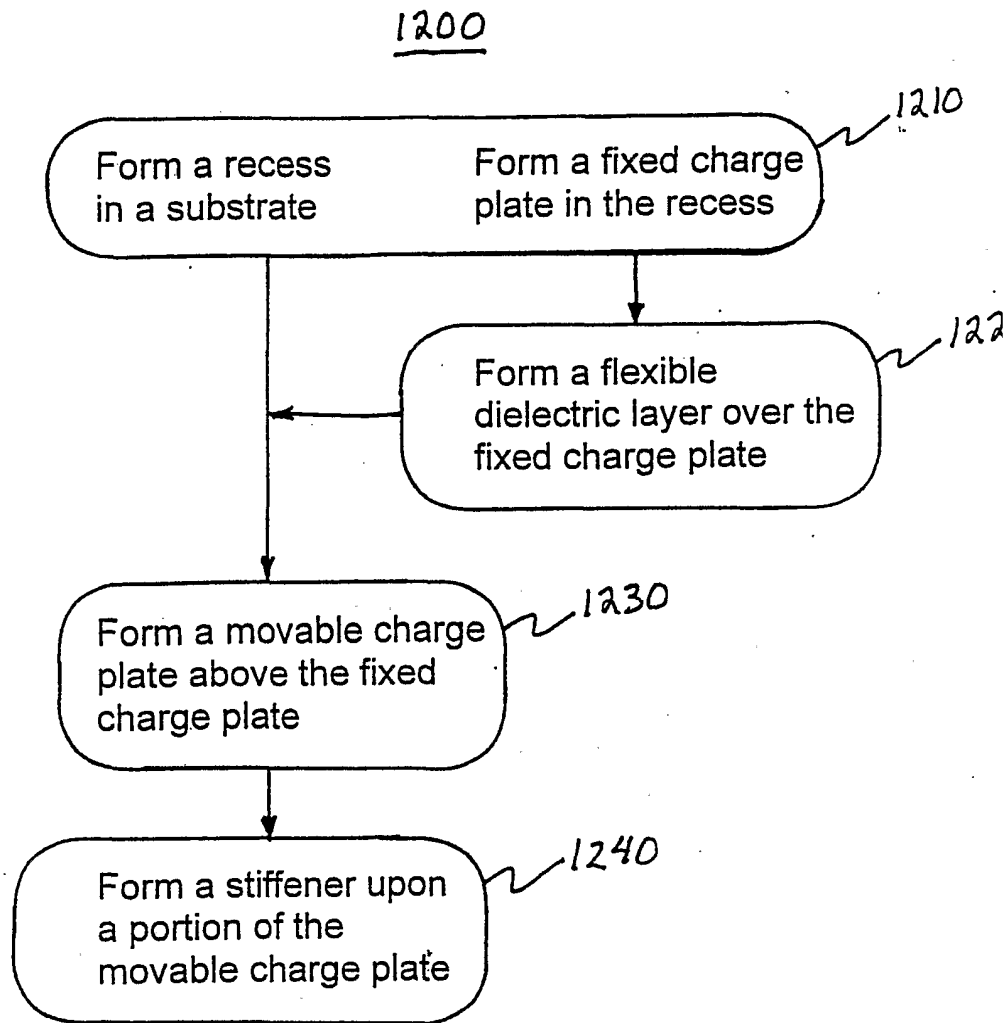 1200
1210
Form a recess
in a substrate
Form a fixed charge
plate in the recess
122
Form a flexible
dielectric layer over the
fixed charge plate
1230
Form a movable charge
plate above the fixed
charge plate
1240
Form a stiffener upon
a portion of the
movable charge plate